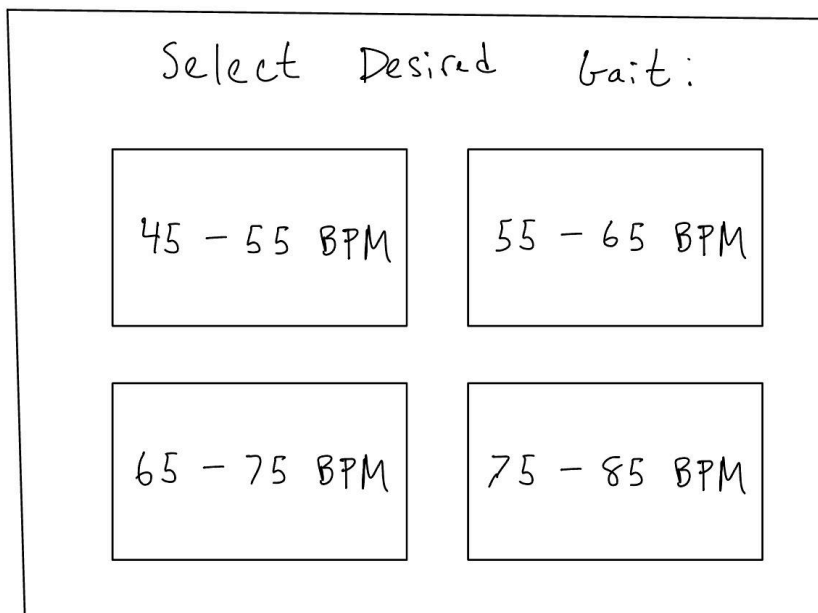 Select Desired Gait:
45 - 55 BPM
55 - 65 BPM
65 - 75 BPM
75 - 85 BPM